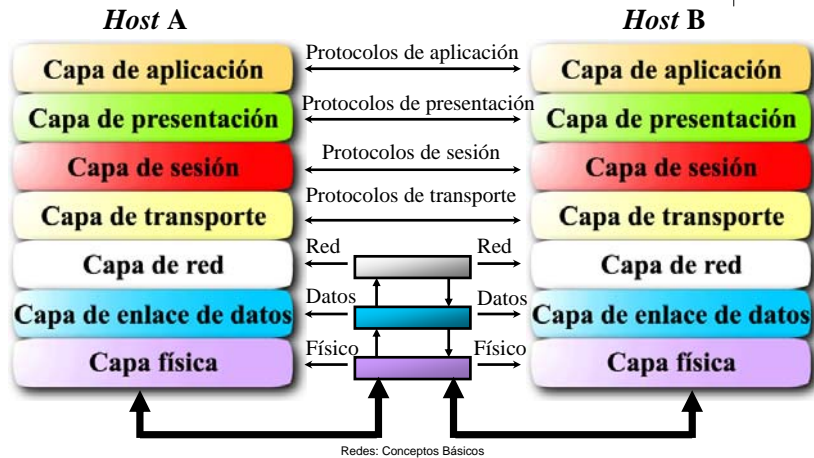 Host A
Host B
Capa de aplicación
Protocolos de aplicación
Capa de aplicación
Capa de presentación
Protocolos de presentación
Capa de presentación
Capa de sesión
Protocolos de sesión
Capa de sesión
Capa de transporte
Protocolos de transporte
Capa de transporte
Capa de red
Red
Red
Capa de red
Capa de enlace de datos
Datos
Datos
Capa de enlace de datos
Capa física
Físico
Físico
Capa física
Redes: Conceptos Básicos